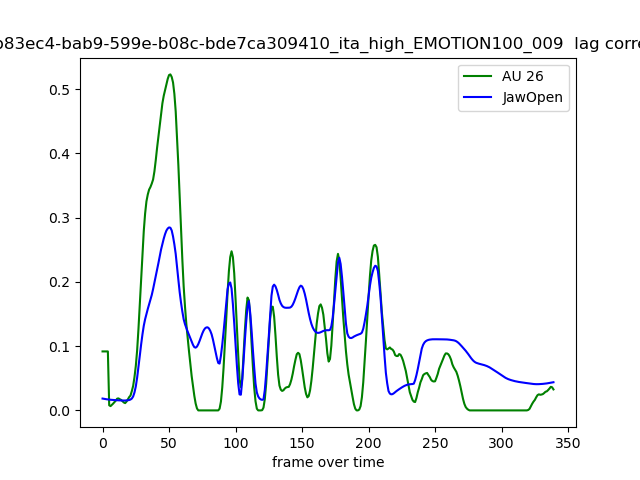 b83ec4-bab9-599e-b08c-bde7ca309410_ita_high_EMOTION100_009  lag corre
AU 26
JawOpen
0.5
0.4
0.3
0.2
0.1
0.0
0 50 100 150 200 250 300 350
frame over time